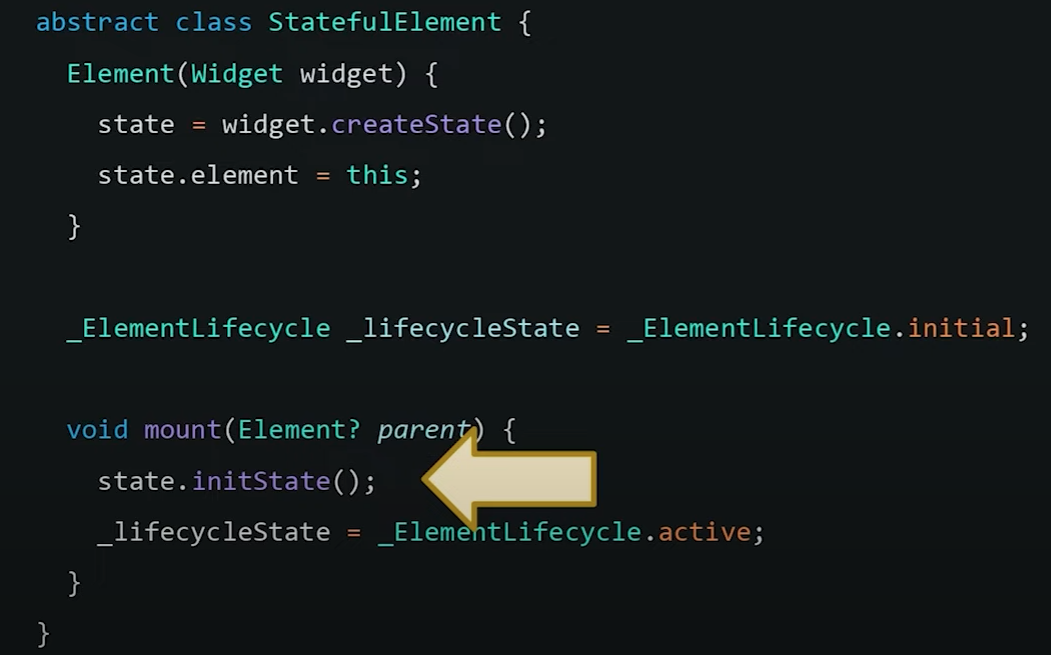 abstract class StatefulElement {
Element(Widget widget) {
state = widget.createState();
state.element = this;
}
_ElementLifecycle _lifecycleState = _ElementLifecycle.initial;
void mount(Element? parent) {
state.initState();
_lifecycleState = _ElementLifecycle.active;
}
}